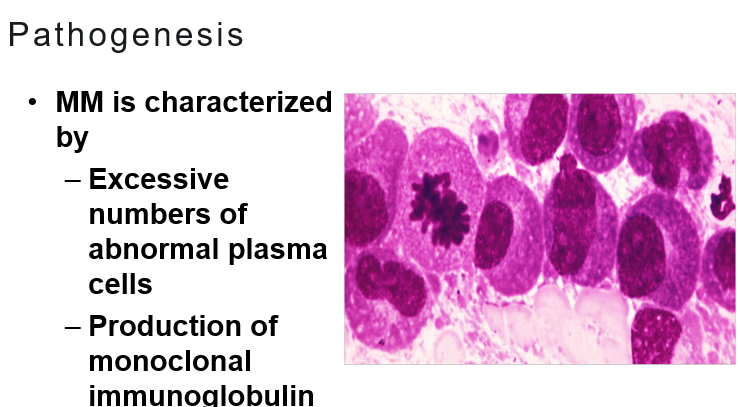 Pathogenesis
• MM is characterized
by
– Excessive
numbers of
abnormal plasma
cells
– Production of
monoclonal
immunoglobulin